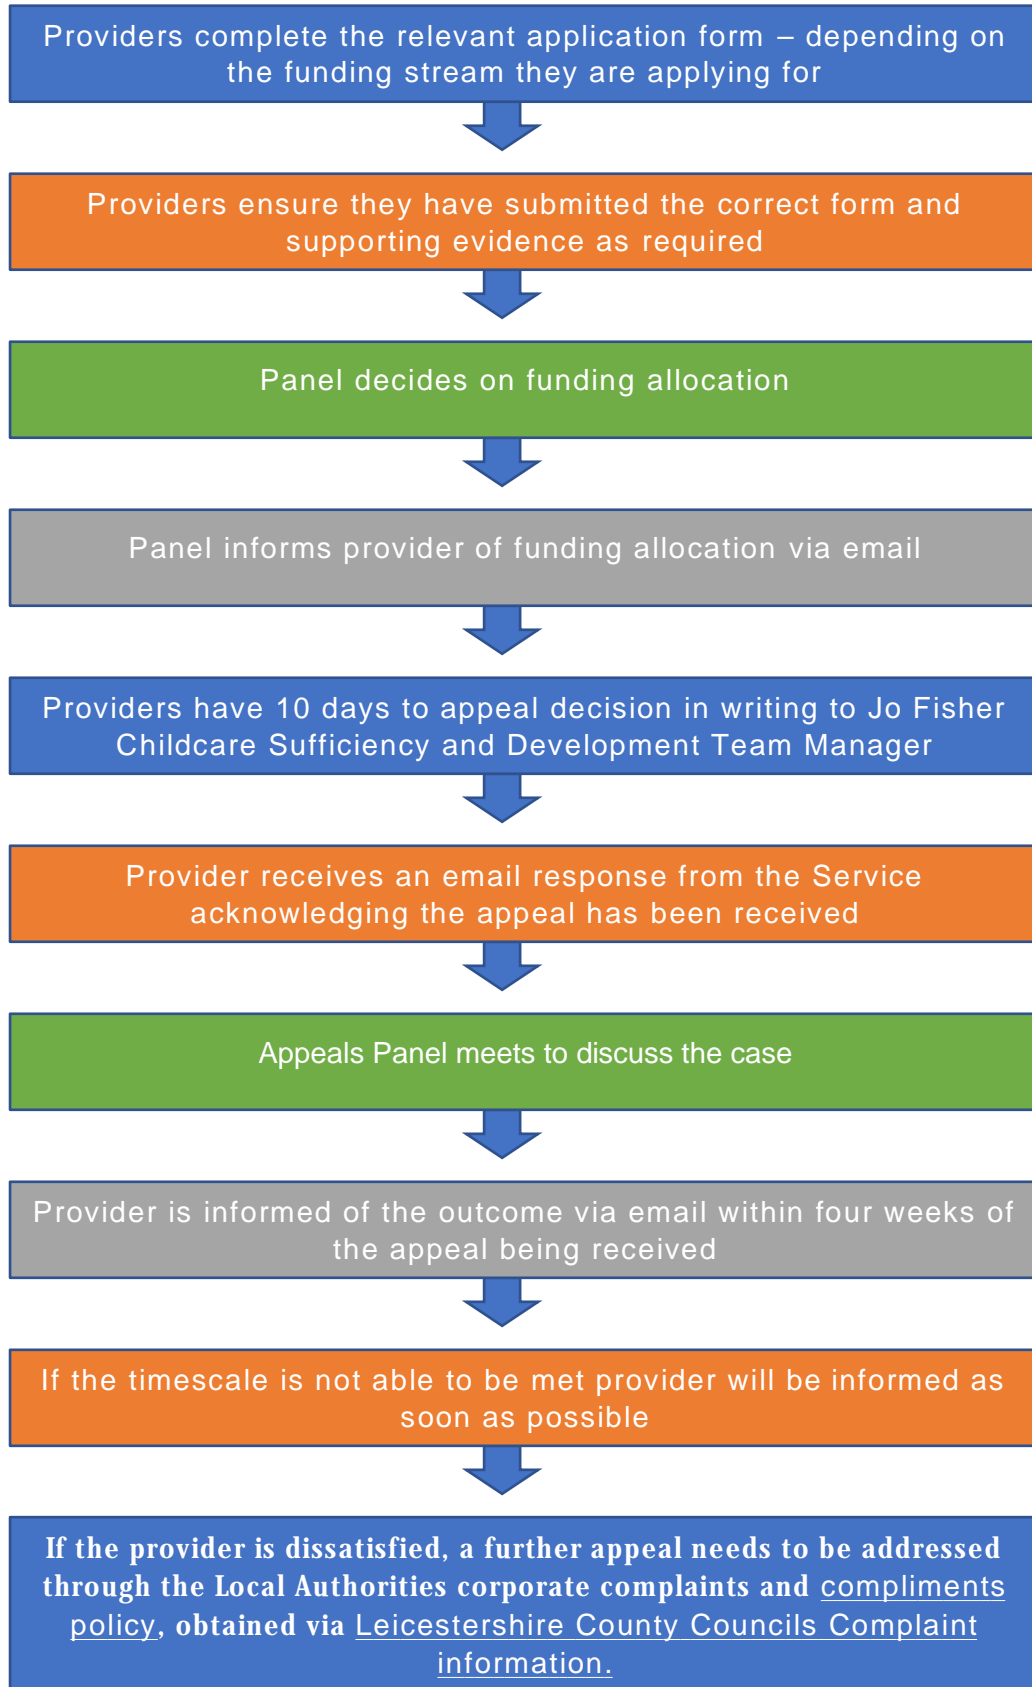 Providers complete the relevant application form – depending on
the funding stream they are applying for
Providers ensure they have submitted the correct form and
supporting evidence as required
Panel decides on funding allocation
Panel informs provider of funding allocation via email
Providers have 10 days to appeal decision in writing to Jo Fisher
Childcare Sufficiency and Development Team Manager
Provider receives an email response from the Service
acknowledging the appeal has been received
Appeals Panel meets to discuss the case
Provider is informed of the outcome via email within four weeks of
the appeal being received
If the timescale is not able to be met provider will be informed as
soon as possible
If the provider is dissatisfied, a further appeal needs to be addressed
through the Local Authorities corporate complaints and compliments
policy, obtained via Leicestershire County Councils Complaint
information.